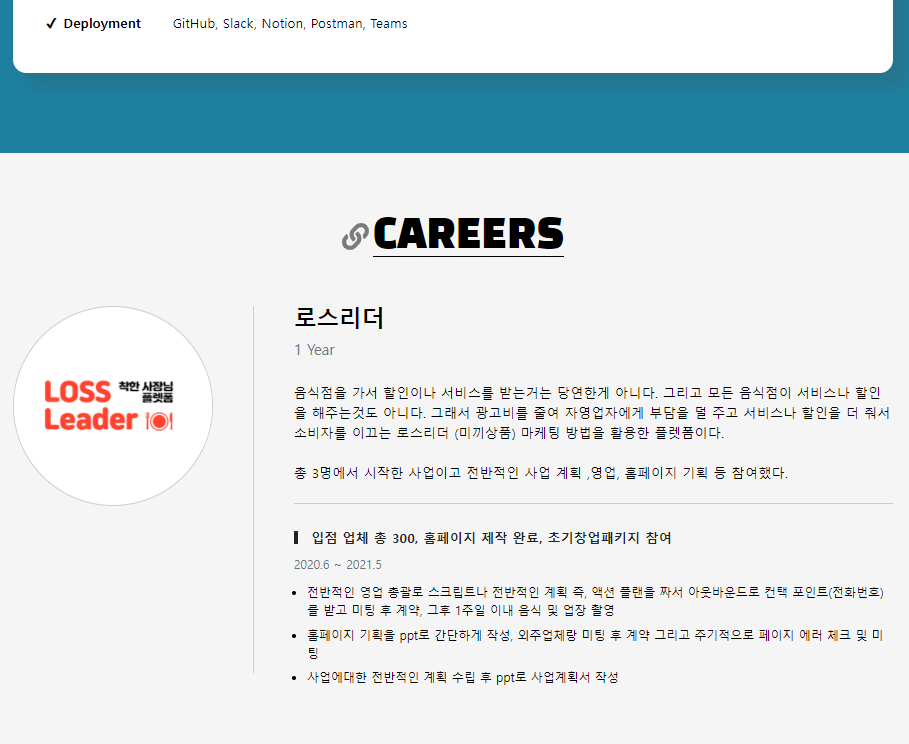 ✔ Deployment GitHub, Slack, Notion, Postman, Teams
CAREERS
LOSS 착한 사장님
플렛폼
Leader
로스리더
1 Year
음식점을 가서 할인이나 서비스를 받는거는 당연한게 아니다. 그리고 모든 음식점이 서비스나 할인
을 해주는것도 아니다. 그래서 광고비를 줄여 자영업자에게 부담을 덜 주고 서비스나 할인을 더 줘서
소비자를 이끄는 로스리더 (미끼상품) 마케팅 방법을 활용한 플렛폼이다.
총 3명에서 시작한 사업이고 전반적인 사업 계획 ,영업, 홈페이지 기획 등 참여했다.
입점 업체 총 300, 홈페이지 제작 완료, 초기창업패키지 참여
2020.6 ~ 2021.5
• 전반적인 영업 총괄로 스크립트나 전반적인 계획 즉, 액션 플랜을 짜서 아웃바운드로 컨택 포인트(전화번호)
를 받고 미팅 후 계약, 그후 1주일 이내 음식 및 업장 촬영
• 홈페이지 기획을 ppt로 간단하게 작성, 외주업체랑 미팅 후 계약 그리고 주기적으로 페이지 에러 체크 및 미
팅
• 사업에대한 전반적인 계획 수립 후 ppt로 사업계획서 작성